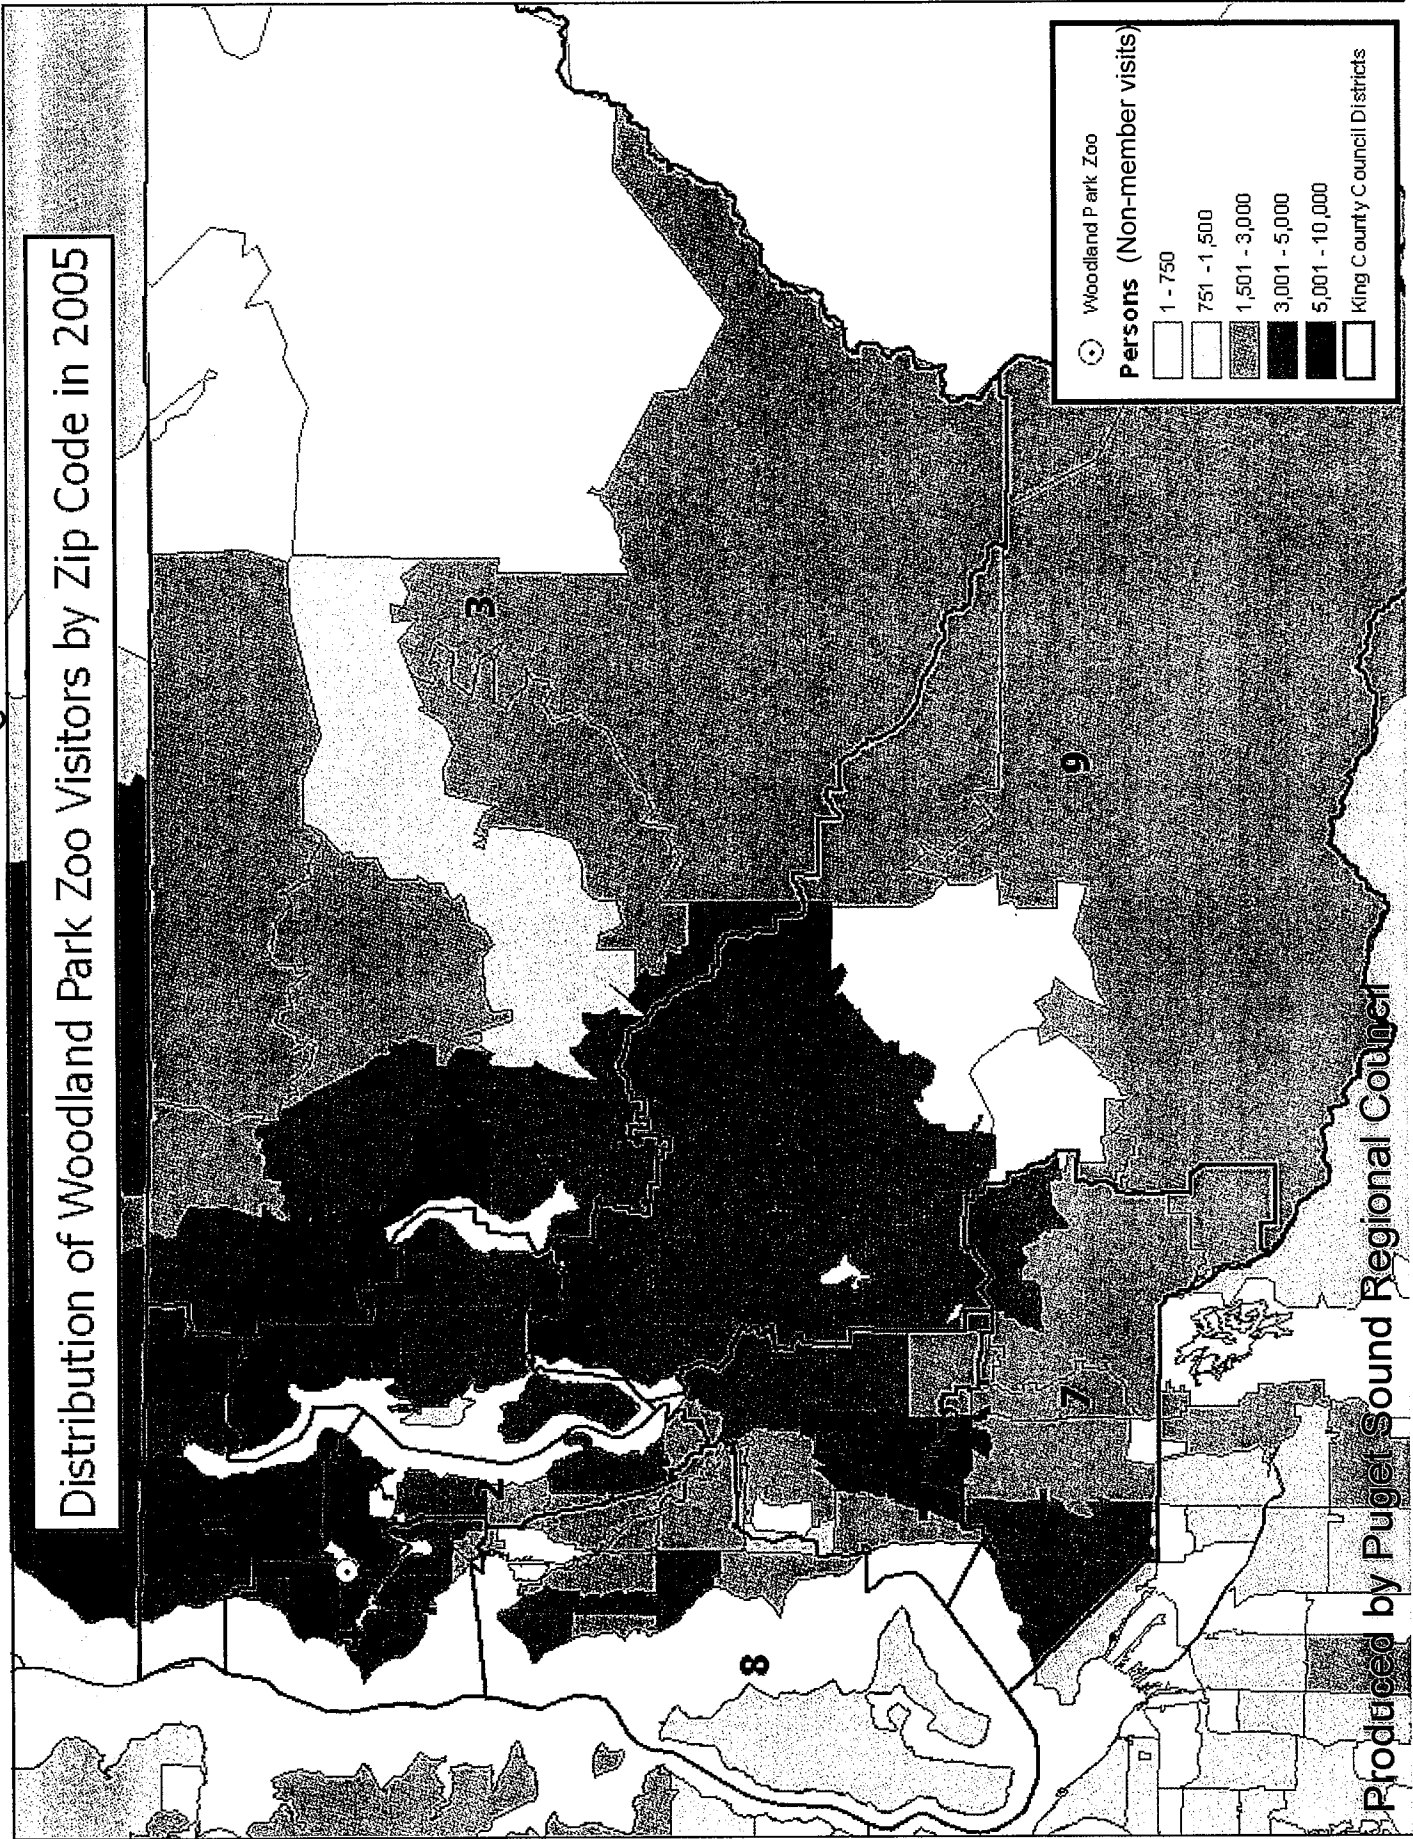 Distribution of Woodland Park Zoo Visitors by Zip Code in 2005
3
9
2
7
8
Woodland Park Zoo
Persons (Non-member visits)
1 - 750
751 -1,500
1,501 - 3,000
3,001 - 5,000
5,001 - 10,000
King County Council Districts
Produced by Puget Sound Regional Council